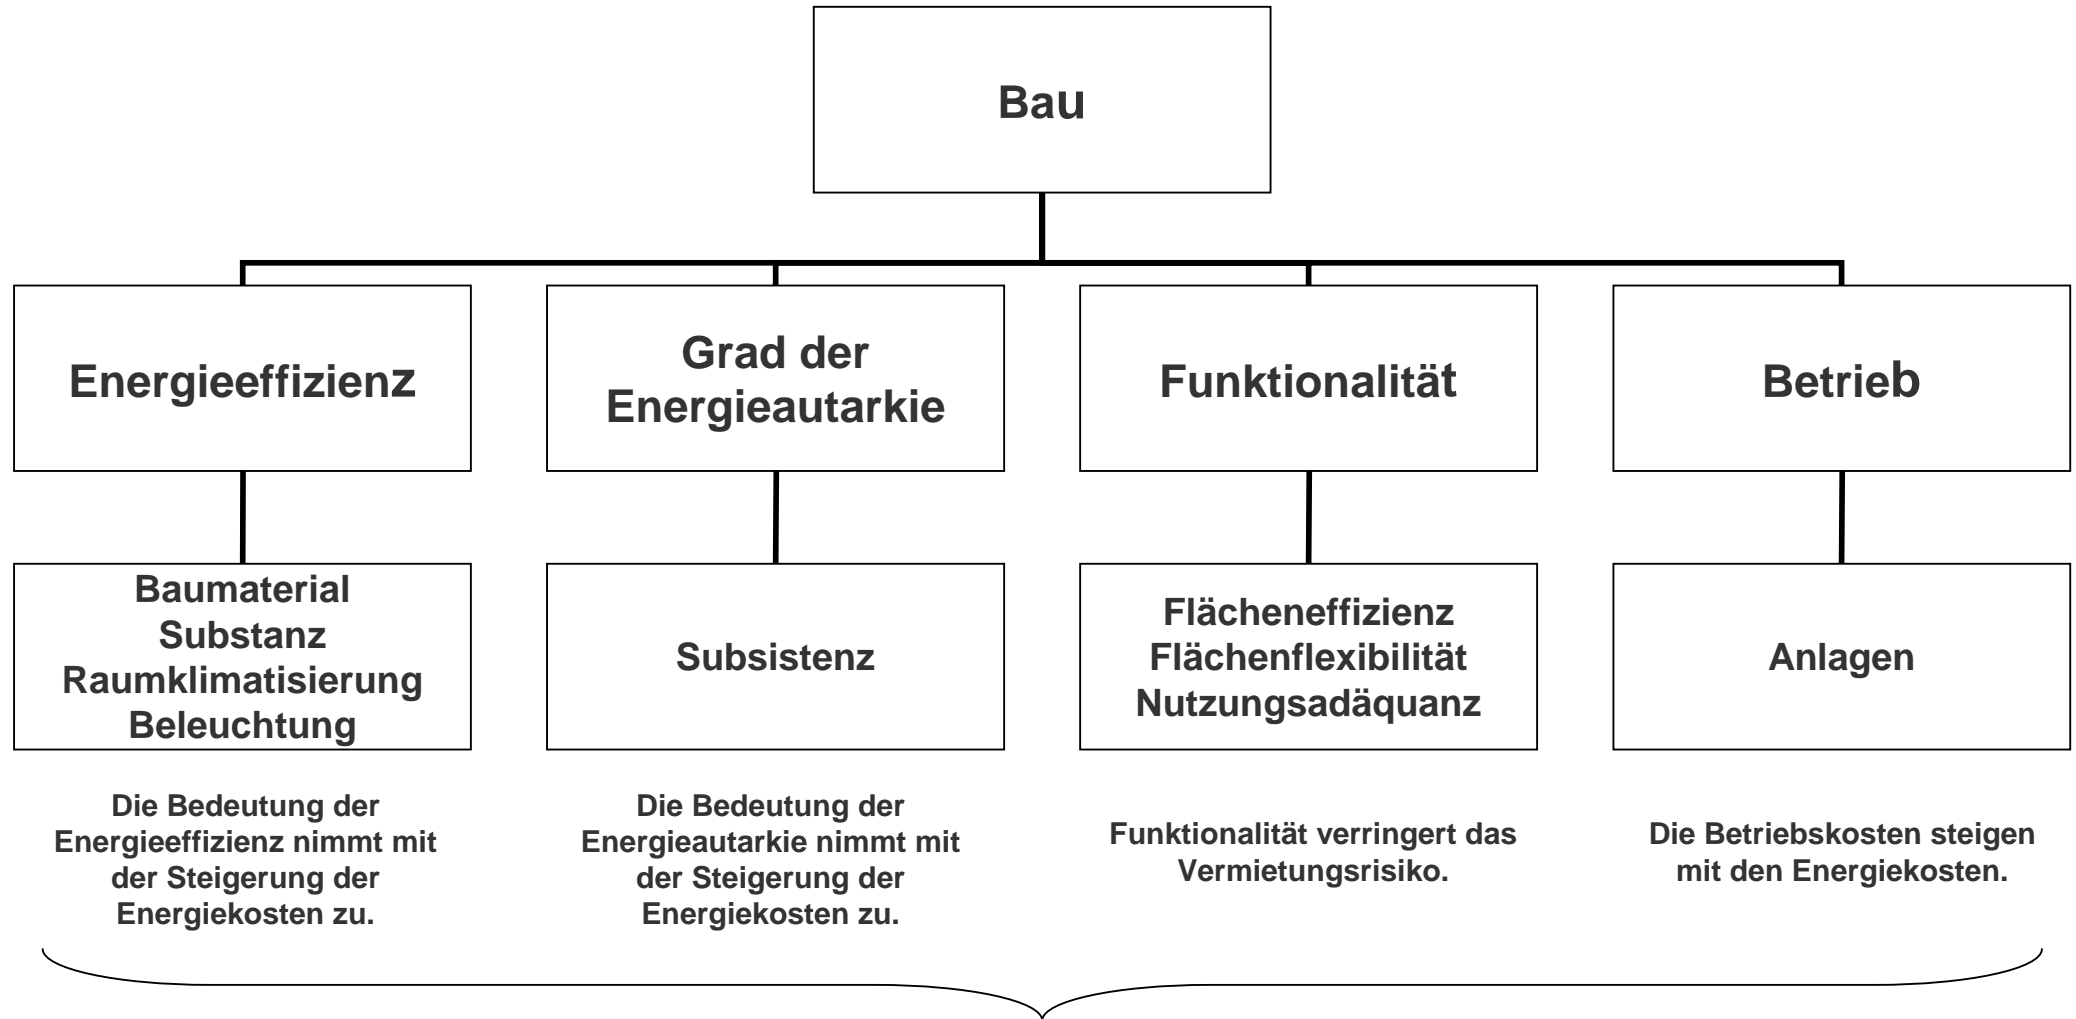 Bau
Energieeffizienz
Grad der
Energieautarkie
Funktionalität
Betrieb
Baumaterial
Substanz
Raumklimatisierung
Beleuchtung
Subsistenz
Flächeneffizienz
Flächenflexibilität
Nutzungsadäquanz
Anlagen
Die Bedeutung der
Energieeffizienz nimmt mit
der Steigerung der
Energiekosten zu.
Die Bedeutung der
Energieautarkie nimmt mit
der Steigerung der
Energiekosten zu.
Funktionalität verringert das
Vermietungsrisiko.
Die Betriebskosten steigen
mit den Energiekosten.